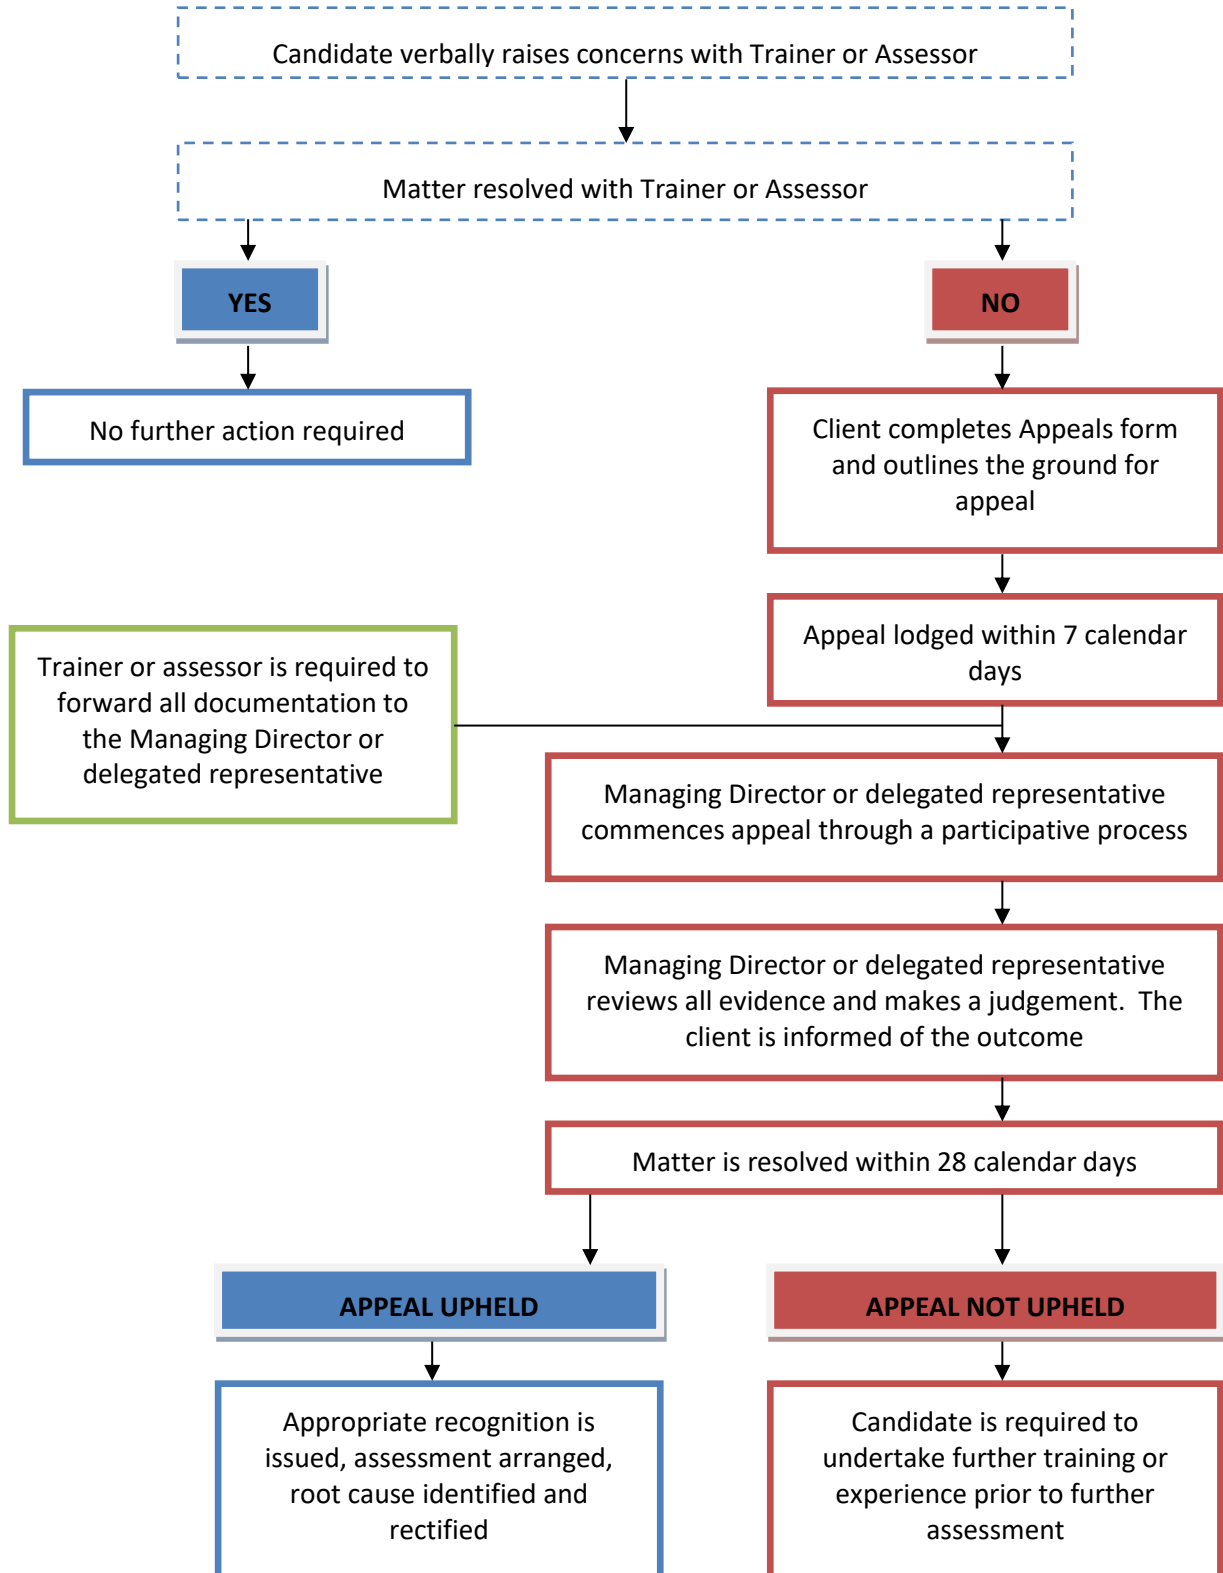 Candidate verbally raises concerns with Trainer or Assessor
Matter resolved with Trainer or Assessor
YES
NO
No further action required
Client completes Appeals form
and outlines the ground for
appeal
Appeal lodged within 7 calendar
days
Trainer or assessor is required to
forward all documentation to
the Managing Director or
delegated representative
Managing Director or delegated representative
commences appeal through a participative process
Managing Director or delegated representative
reviews all evidence and makes a judgement.  The
client is informed of the outcome
Matter is resolved within 28 calendar days
APPEAL UPHELD
APPEAL NOT UPHELD
Appropriate recognition is
issued, assessment arranged,
root cause identified and
rectified
Candidate is required to
undertake further training or
experience prior to further
assessment